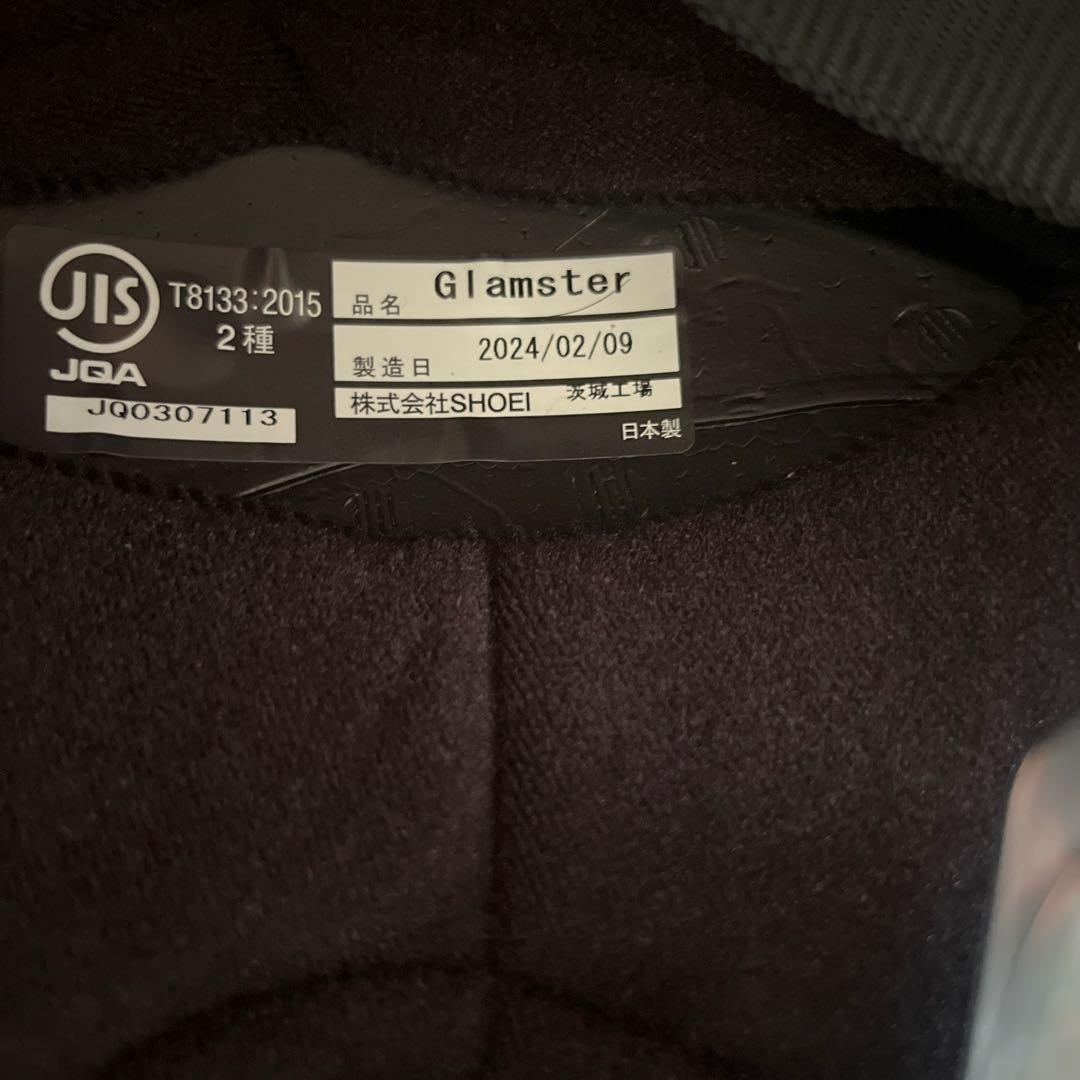 JIS
T8133:2015
2種
JQA
JQ0307113
品名 Glamster
製造日 2024/02/09
株式会社SHOEI 茨城工場
日本製